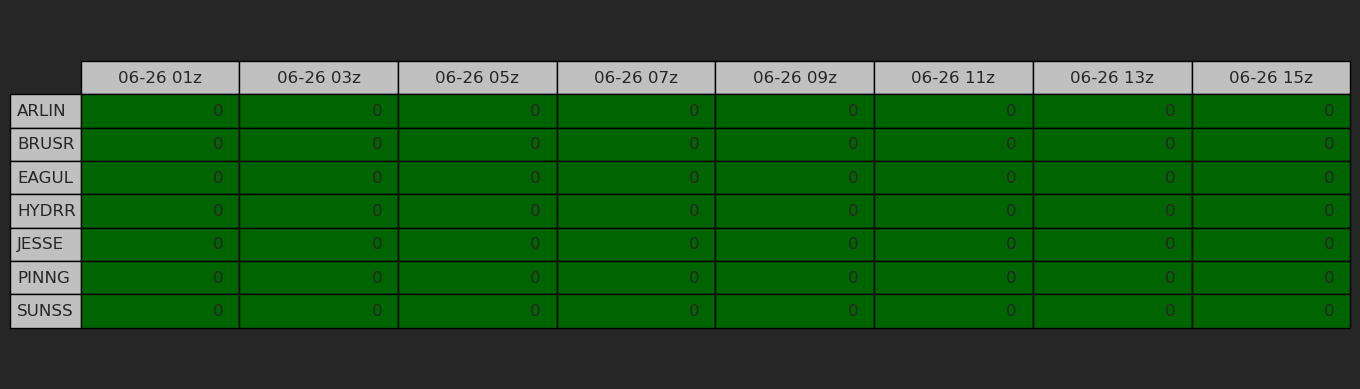 06-26 01z 06-26 03z 06-26 05z 06-26 07z 06-26 09z 06-26 11z 06-26 13z 06-26 15z
ARLIN 0 0 0 0 0 0 0 0
BRUSR 0 0 0 0 0 0 0 0
EAGUL 0 0 0 0 0 0 0 0
HYDRR 0 0 0 0 0 0 0 0
JESSE 0 0 0 0 0 0 0 0
PINNG 0 0 0 0 0 0 0 0
SUNSS 0 0 0 0 0 0 0 0